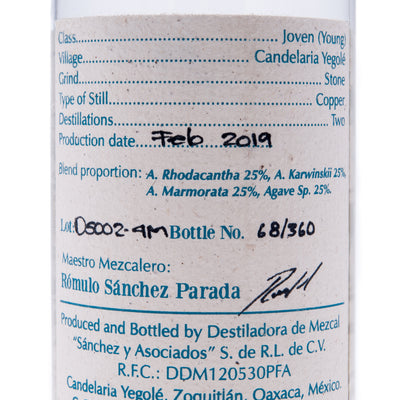 Class.....................................Joven (Young)
Village........................Candelaria Yegolé
Grind..............................................Stone
Type of Still.................................Copper
Destillations......................................Two
Production date.....Feb 2019
Blend proportion: A. Rhodacantha 25%, A. Karwinskii 25%,
A. Marmorata 25%, Agave Sp. 25%.
Lot: DS002-4M Bottle No. 68/360
Maestro Mezcalero:
Rómulo Sánchez Parada
Produced and Bottled by Destiladora de Mezcal
"Sánchez y Asociados" S. de R.L. de C.V.
R.F.C.: DDM120530PFA
Candelaria Yegolé, Zoquitlán, Oaxaca, México.